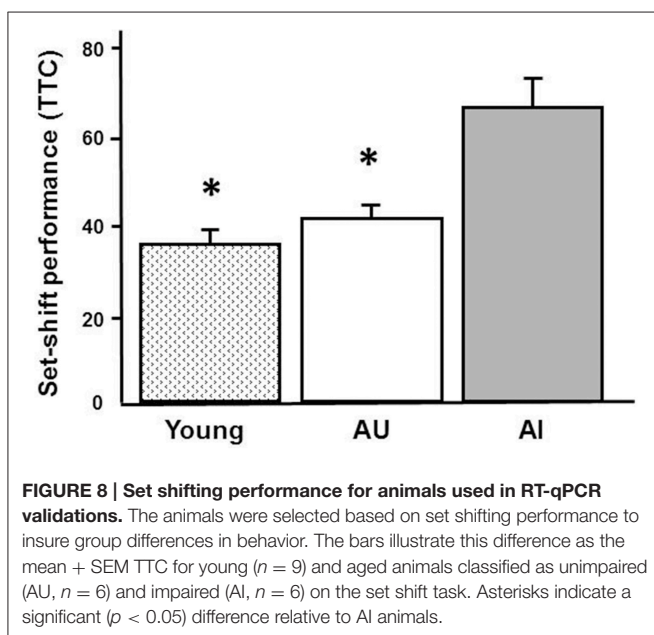 80
60
40
20
0
Set-shift performance (TTC)
*
*
Young AU AI
FIGURE 8 | Set shifting performance for animals used in RT-qPCR
validations. The animals were selected based on set shifting performance to
insure group differences in behavior. The bars illustrate this difference as the
mean + SEM TTC for young (n = 9) and aged animals classified as unimpaired
(AU, n = 6) and impaired (AI, n = 6) on the set shift task. Asterisks indicate a
significant (p < 0.05) difference relative to AI animals.